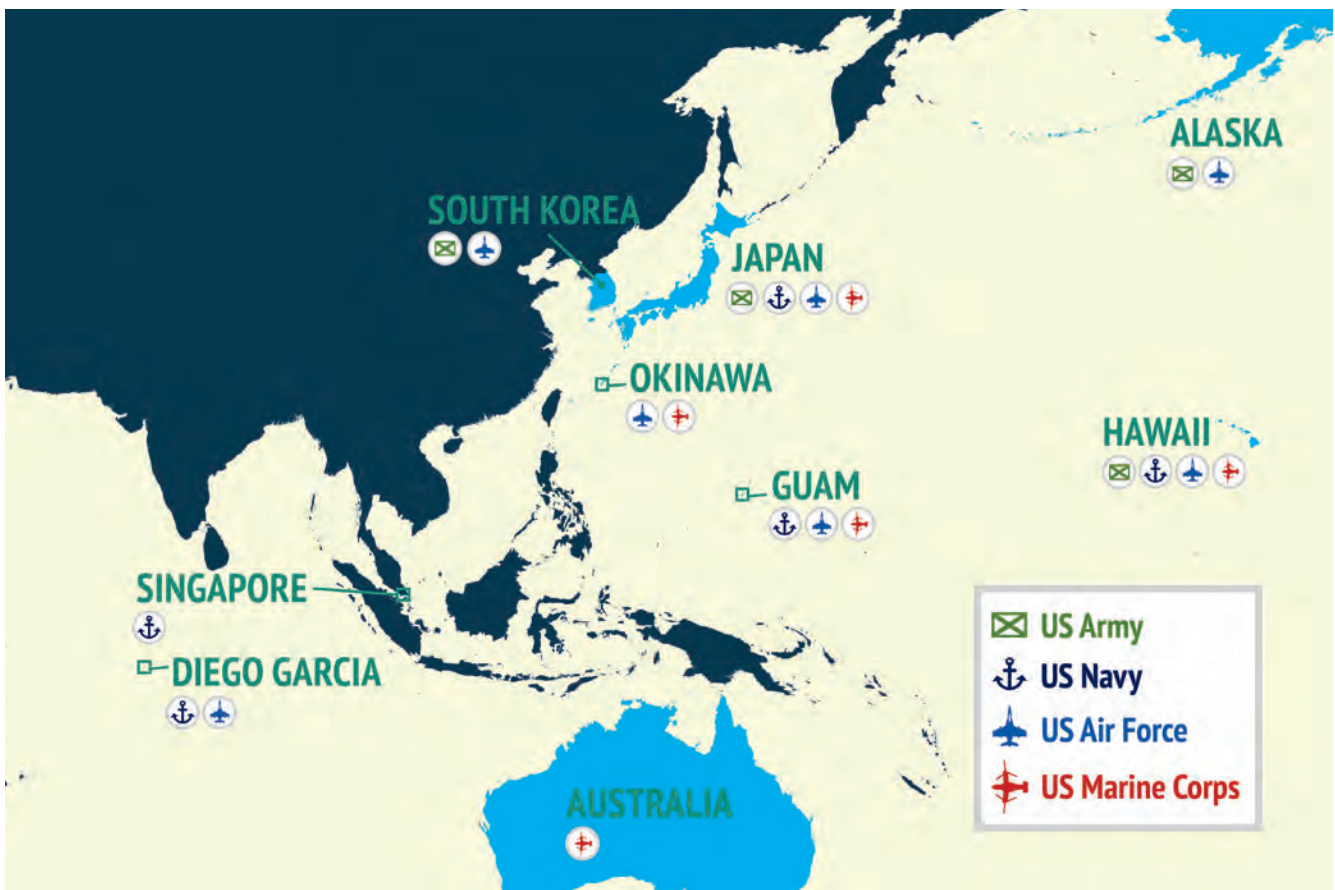 ALASKA
SOUTH KOREA
JAPAN
OKINAWA
HAWAII
GUAM
SINGAPORE
DIEGO GARCIA
AUSTRALIA
US Army
US Navy
US Air Force
US Marine Corps